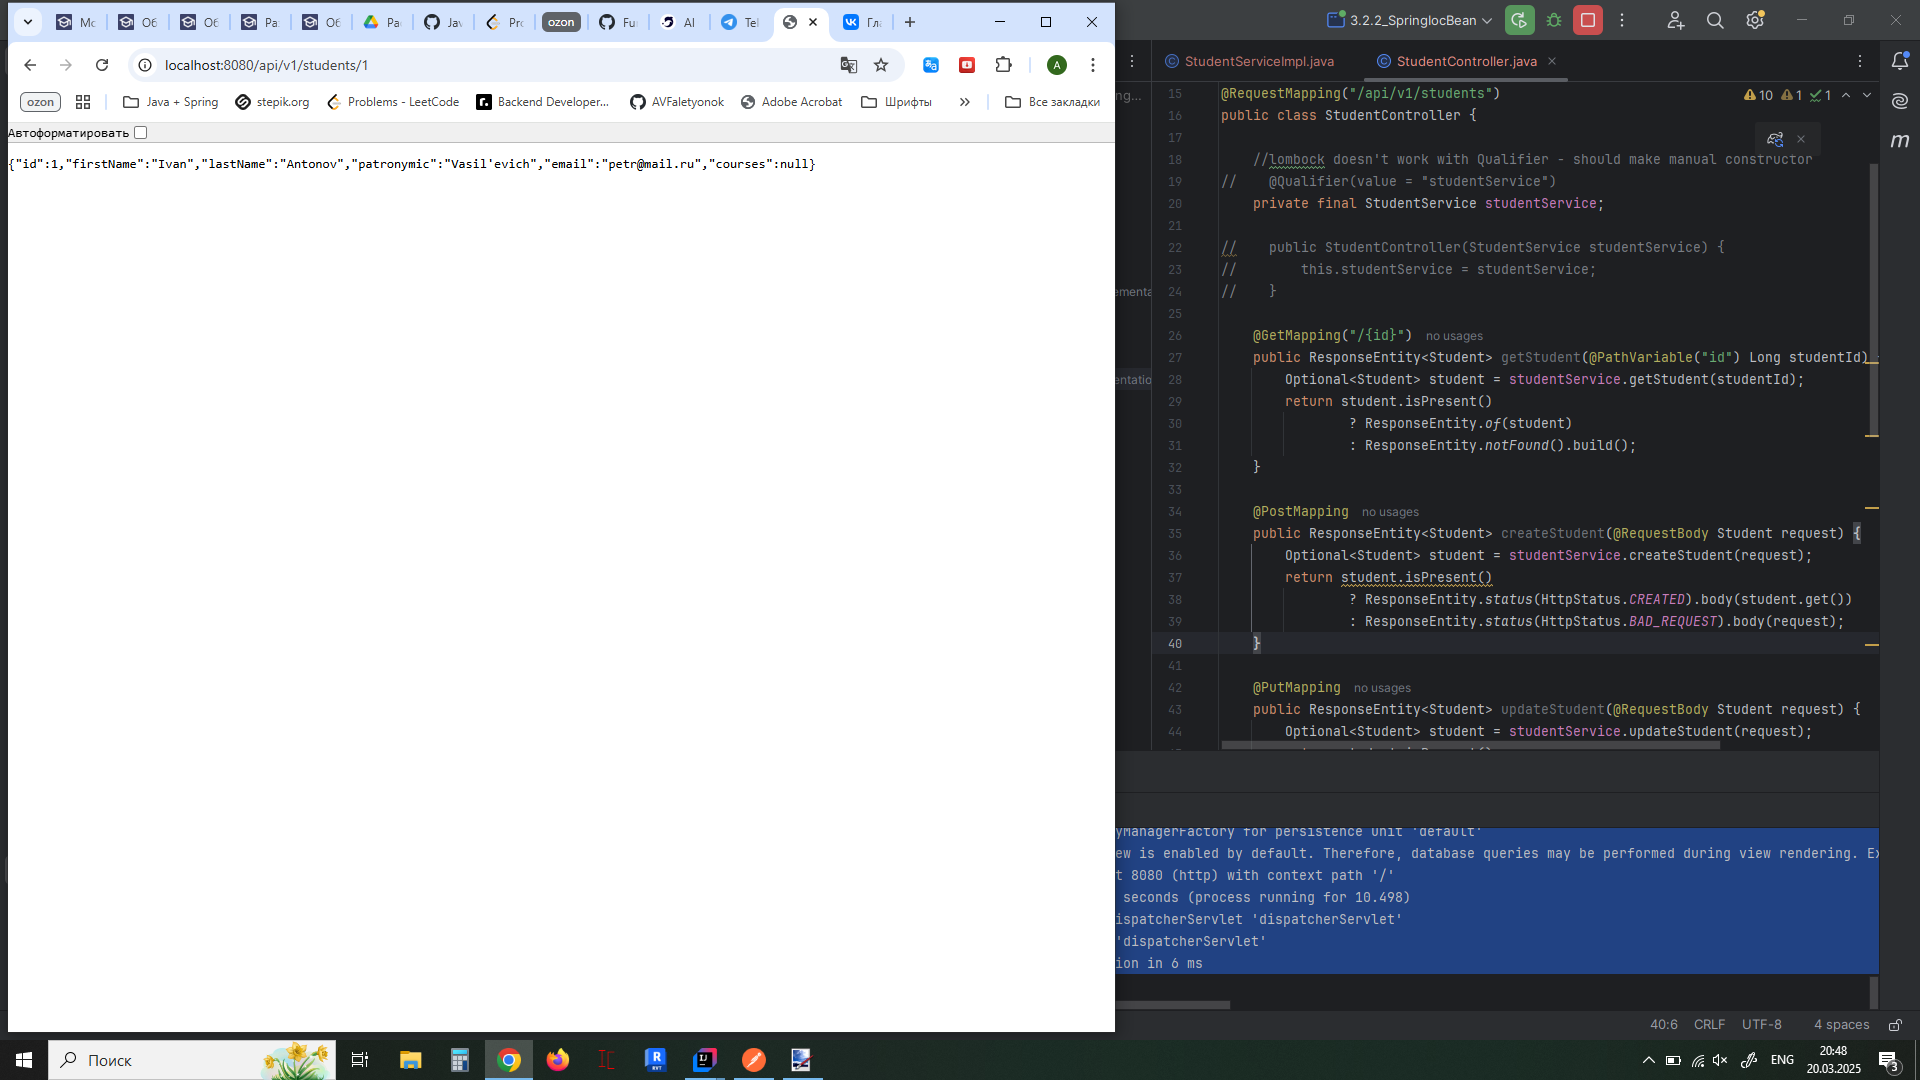 Мо
Об
Об
Ра
Об
Ра
Jav
Pro
ozon
Fu
AI
Tel
Гл
localhost:8080/api/v1/students/1
ozon
Java + Spring
stepik.org
Problems - LeetCode
Backend Developer...
AVFaletyonok
Adobe Acrobat
Шрифты
»
Все закладки
Автоформатировать
{"id":1,"firstName":"Ivan","lastName":"Antonov","patronymic":"Vasil'evich","email":"petr@mail.ru","courses":null}
3.2.2_SpringIocBean
StudentServiceImpl.java
StudentController.java
ng...
ementa
entatio
10 1 1
15 @RequestMapping("/api/v1/students")
16 public class StudentController {
17
18 //lombock doesn't work with Qualifier - should make manual constructor
19 // @Qualifier(value = "studentService")
20 private final StudentService studentService;
21
22 // public StudentController(StudentService studentService) {
23 // this.studentService = studentService;
24 // }
25
26 @GetMapping("/{id}") no usages
27 public ResponseEntity<Student> getStudent(@PathVariable("id") Long studentId)
28 Optional<Student> student = studentService.getStudent(studentId);
29 return student.isPresent()
30 ? ResponseEntity.of(student)
31 : ResponseEntity.notFound().build();
32 }
33
34 @PostMapping no usages
35 public ResponseEntity<Student> createStudent(@RequestBody Student request) {
36 Optional<Student> student = studentService.createStudent(request);
37 return student.isPresent()
38 ? ResponseEntity.status(HttpStatus.CREATED).body(student.get())
39 : ResponseEntity.status(HttpStatus.BAD_REQUEST).body(request);
40 }
41
42 @PutMapping no usages
43 public ResponseEntity<Student> updateStudent(@RequestBody Student request) {
44 Optional<Student> student = studentService.updateStudent(request);
yManagerFactory for persistence unit 'default'
ew is enabled by default. Therefore, database queries may be performed during view rendering. Ex
t 8080 (http) with context path '/'
seconds (process running for 10.498)
ispatcherServlet 'dispatcherServlet'
'dispatcherServlet'
ion in 6 ms
40:6 CRLF UTF-8 4 spaces
Поиск
ENG
20:48
20.03.2025
3